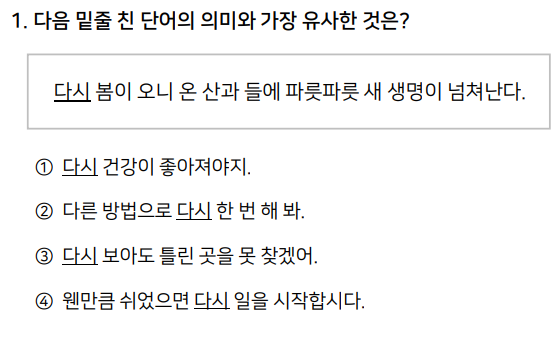 1. 다음 밑줄 친 단어의 의미와 가장 유사한 것은?
다시 봄이 오니 온 산과 들에 파릇파릇 새 생명이 넘쳐난다.
① 다시 건강이 좋아져야지.
② 다른 방법으로 다시 한 번 해 봐.
③ 다시 보아도 틀린 곳을 못 찾겠어.
④ 웬만큼 쉬었으면 다시 일을 시작합시다.